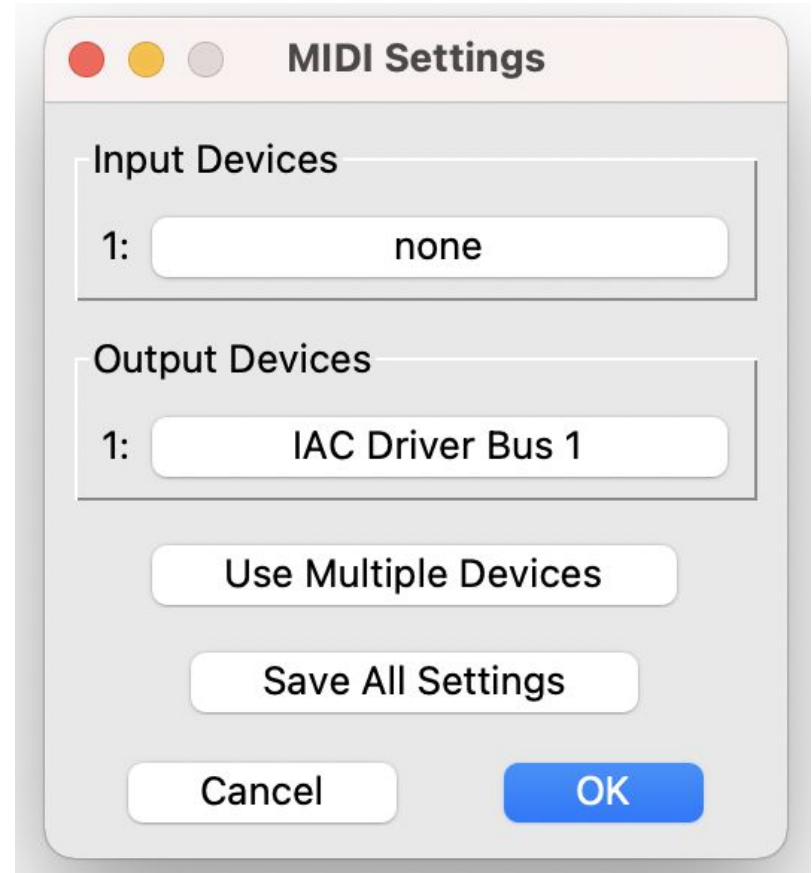 MIDI Settings
Input Devices
1: none
Output Devices
1: IAC Driver Bus 1
Use Multiple Devices
Save All Settings
Cancel OK